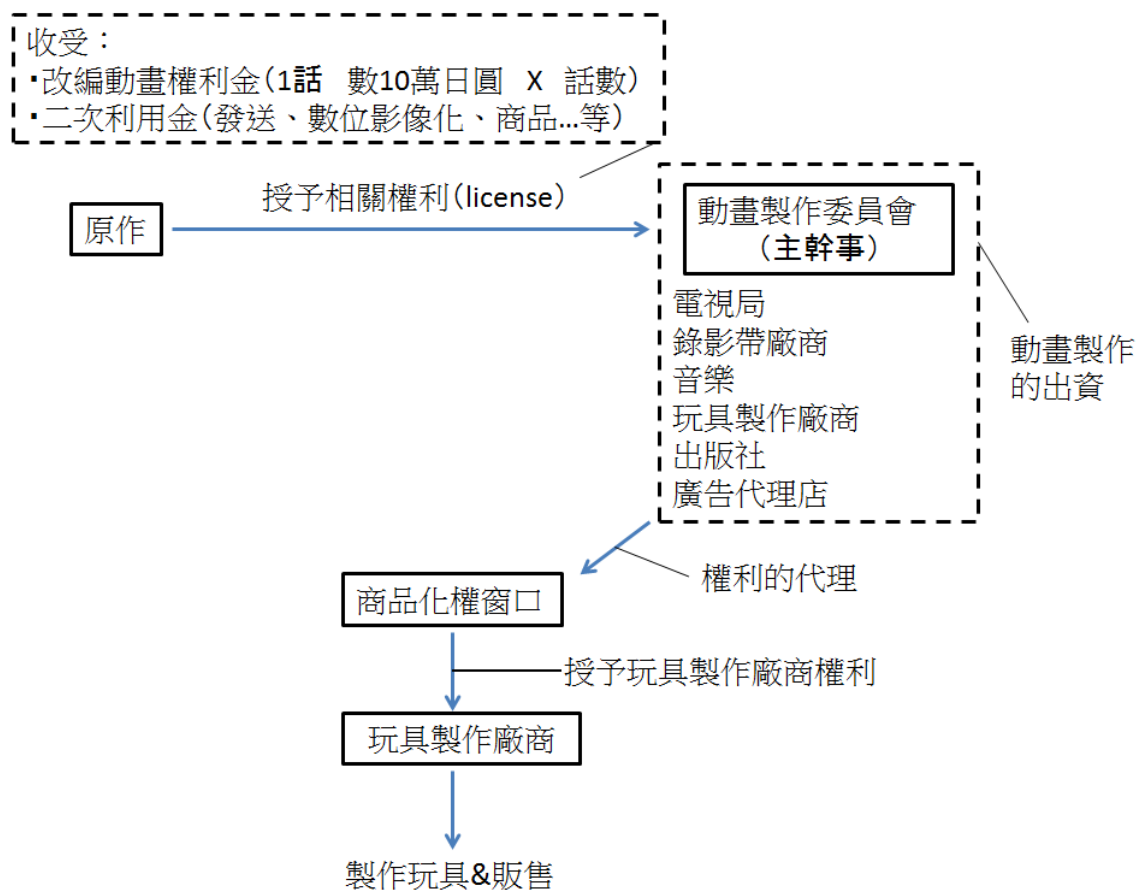 收受：
▪改編動畫權利金(1話 數10萬日圓 X 話數)
▪二次利用金(發送、數位影像化、商品…等)
授予相關權利(license)
原作
動畫製作委員會
(主幹事)
電視局
錄影帶廠商
音樂
玩具製作廠商
出版社
廣告代理店
動畫製作
的出資
權利的代理
商品化權窗口
授予玩具製作廠商權利
玩具製作廠商
製作玩具&販售